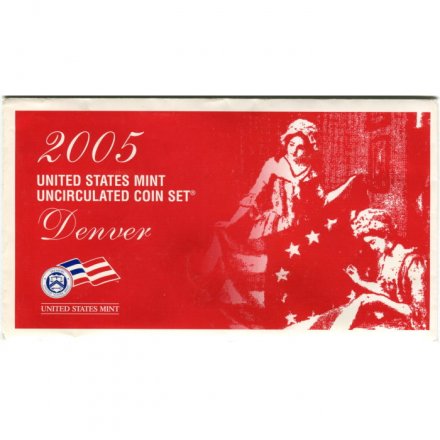 2005
UNITED STATES MINT
UNCIRCULATED COIN SET®
Denver
UNITED STATES MINT